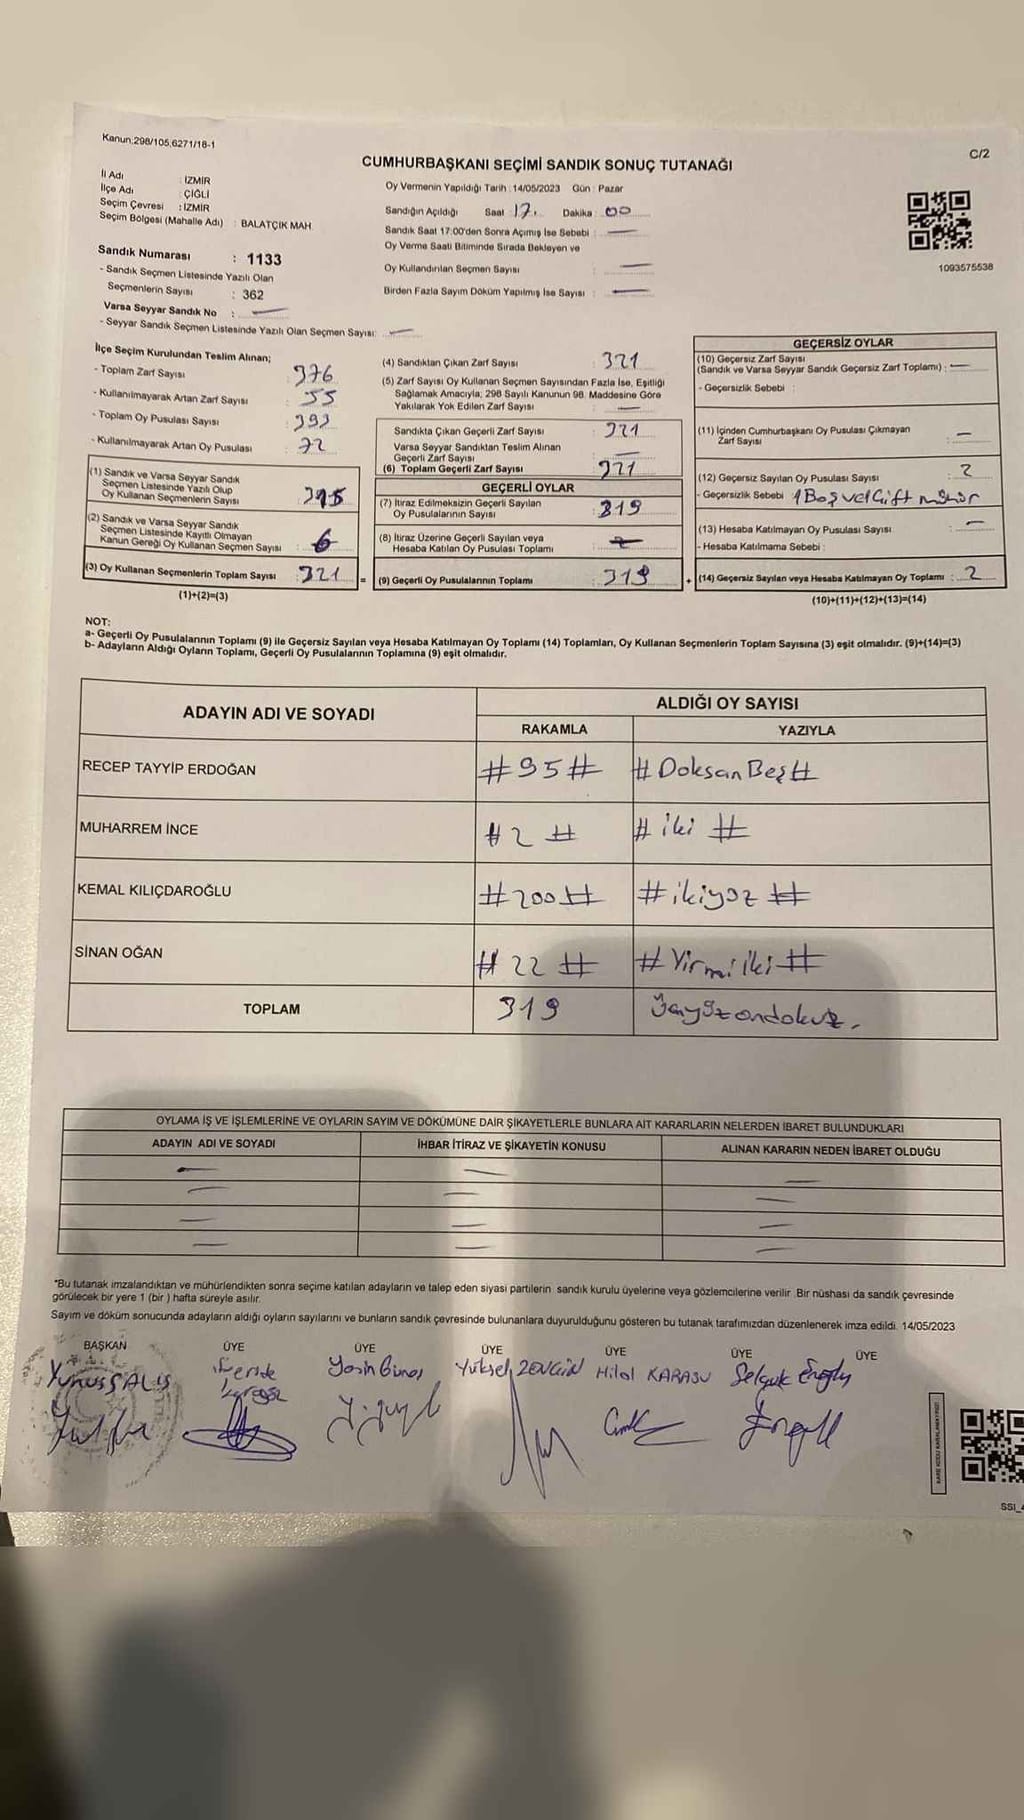 Kanun;298/105,6271/18-1
C/2
CUMHURBAŞKANI SEÇİMİ SANDIK SONUÇ TUTANAĞI
İl Adı : İZMİR
İlçe Adı : ÇİĞLİ
Seçim Çevresi : İZMİR
Seçim Bölgesi (Mahalle Adı) : BALATÇIK MAH
Oy Vermenin Yapıldığı Tarih : 14/05/2023 Gün : Pazar
Sandığın Açıldığı Saat 17. Dakika : 00
Sandık Saat 17:00'den Sonra Açımış İse Sebebi : —
Oy Verme Saati Bitiminde Sırada Bekleyen ve
Oy Kullandırılan Seçmen Sayısı : —
Birden Fazla Sayım Döküm Yapılmış İse Sayısı : —
1093575538
Sandık Numarası : 1133
- Sandık Seçmen Listesinde Yazılı Olan
Seçmenlerin Sayısı : 362
Varsa Seyyar Sandık No : —
- Seyyar Sandık Seçmen Listesinde Yazılı Olan Seçmen Sayısı: —
İlçe Seçim Kurulundan Teslim Alınan;
- Toplam Zarf Sayısı 376
- Kullanılmayarak Artan Zarf Sayısı 55
- Toplam Oy Pusulası Sayısı 393
- Kullanılmayarak Artan Oy Pusulası 72
(1) Sandık ve Varsa Seyyar Sandık
Seçmen Listesinde Yazılı Olup
Oy Kullanan Seçmenlerin Sayısı : 315
(2) Sandık ve Varsa Seyyar Sandık
Seçmen Listesinde Kayıtlı Olmayan
Kanun Gereği Oy Kullanan Seçmen Sayısı : 6
(3) Oy Kullanan Seçmenlerin Toplam Sayısı : 321 =
(1)+(2)=(3)
(4) Sandıktan Çıkan Zarf Sayısı : 321
(5) Zarf Sayısı Oy Kullanan Seçmen Sayısından Fazla İse, Eşitliği
Sağlamak Amacıyla; 298 Sayılı Kanunun 98. Maddesine Göre
Yakılarak Yok Edilen Zarf Sayısı : —
Sandıkta Çıkan Geçerli Zarf Sayısı : 321
Varsa Seyyar Sandıktan Teslim Alınan
Geçerli Zarf Sayısı : —
(6) Toplam Geçerli Zarf Sayısı : 321
GEÇERLİ OYLAR
(7) İtiraz Edilmeksizin Geçerli Sayılan
Oy Pusulalarının Sayısı : 319
(8) İtiraz Üzerine Geçerli Sayılan veya
Hesaba Katılan Oy Pusulası Toplamı :
(9) Geçerli Oy Pusulalarının Toplamı : 319 +
GEÇERSİZ OYLAR
(10) Geçersiz Zarf Sayısı
(Sandık ve Varsa Seyyar Sandık Geçersiz Zarf Toplamı) : —
- Geçersizlik Sebebi :
(11) İçinden Cumhurbaşkanı Oy Pusulası Çıkmayan
Zarf Sayısı : —
(12) Geçersiz Sayılan Oy Pusulası Sayısı : 2
- Geçersizlik Sebebi 1 Boş ve 1 Çift mühür
(13) Hesaba Katılmayan Oy Pusulası Sayısı : —
- Hesaba Katılmama Sebebi :
(14) Geçersiz Sayılan veya Hesaba Katılmayan Oy Toplamı : 2
(10)+(11)+(12)+(13)=(14)
NOT:
a- Geçerli Oy Pusulalarının Toplamı (9) ile Geçersiz Sayılan veya Hesaba Katılmayan Oy Toplamı (14) Toplamları, Oy Kullanan Seçmenlerin Toplam Sayısına (3) eşit olmalıdır. (9)+(14)=(3)
b- Adayların Aldığı Oyların Toplamı, Geçerli Oy Pusulalarının Toplamına (9) eşit olmalıdır.
ADAYIN ADI VE SOYADI
ALDIĞI OY SAYISI
RAKAMLA YAZIYLA
RECEP TAYYİP ERDOĞAN #95# #DoksanBeş#
MUHARREM İNCE #2# #iki#
KEMAL KILIÇDAROĞLU #200# #ikiyüz#
SİNAN OĞAN #22# #Yirmiiki#
TOPLAM 319 Üçyüzondokuz.
OYLAMA İŞ VE İŞLEMLERİNE VE OYLARIN SAYIM VE DÖKÜMÜNE DAİR ŞİKAYETLERLE BUNLARA AİT KARARLARIN NELERDEN İBARET BULUNDUKLARI
ADAYIN ADI VE SOYADI İHBAR İTİRAZ VE ŞİKAYETİN KONUSU ALINAN KARARIN NEDEN İBARET OLDUĞU
— — —
— — —
— — —
— — —
*Bu tutanak imzalandıktan ve mühürlendikten sonra seçime katılan adayların ve talep eden siyasi partilerin sandık kurulu üyelerine veya gözlemcilerine verilir. Bir nüshası da sandık çevresinde
görülecek bir yere 1 (bir ) hafta süreyle asılır.
Sayım ve döküm sonucunda adayların aldığı oyların sayılarını ve bunların sandık çevresinde bulunanlara duyurulduğunu gösteren bu tutanak tarafımızdan düzenlenerek imza edildi. 14/05/2023
BAŞKAN ÜYE ÜYE ÜYE ÜYE ÜYE ÜYE
Yunus SALIŞ Yasin Güneş Yüksel ZENGİN Hilal KARASU Selçuk Eroğlu
SSI_4